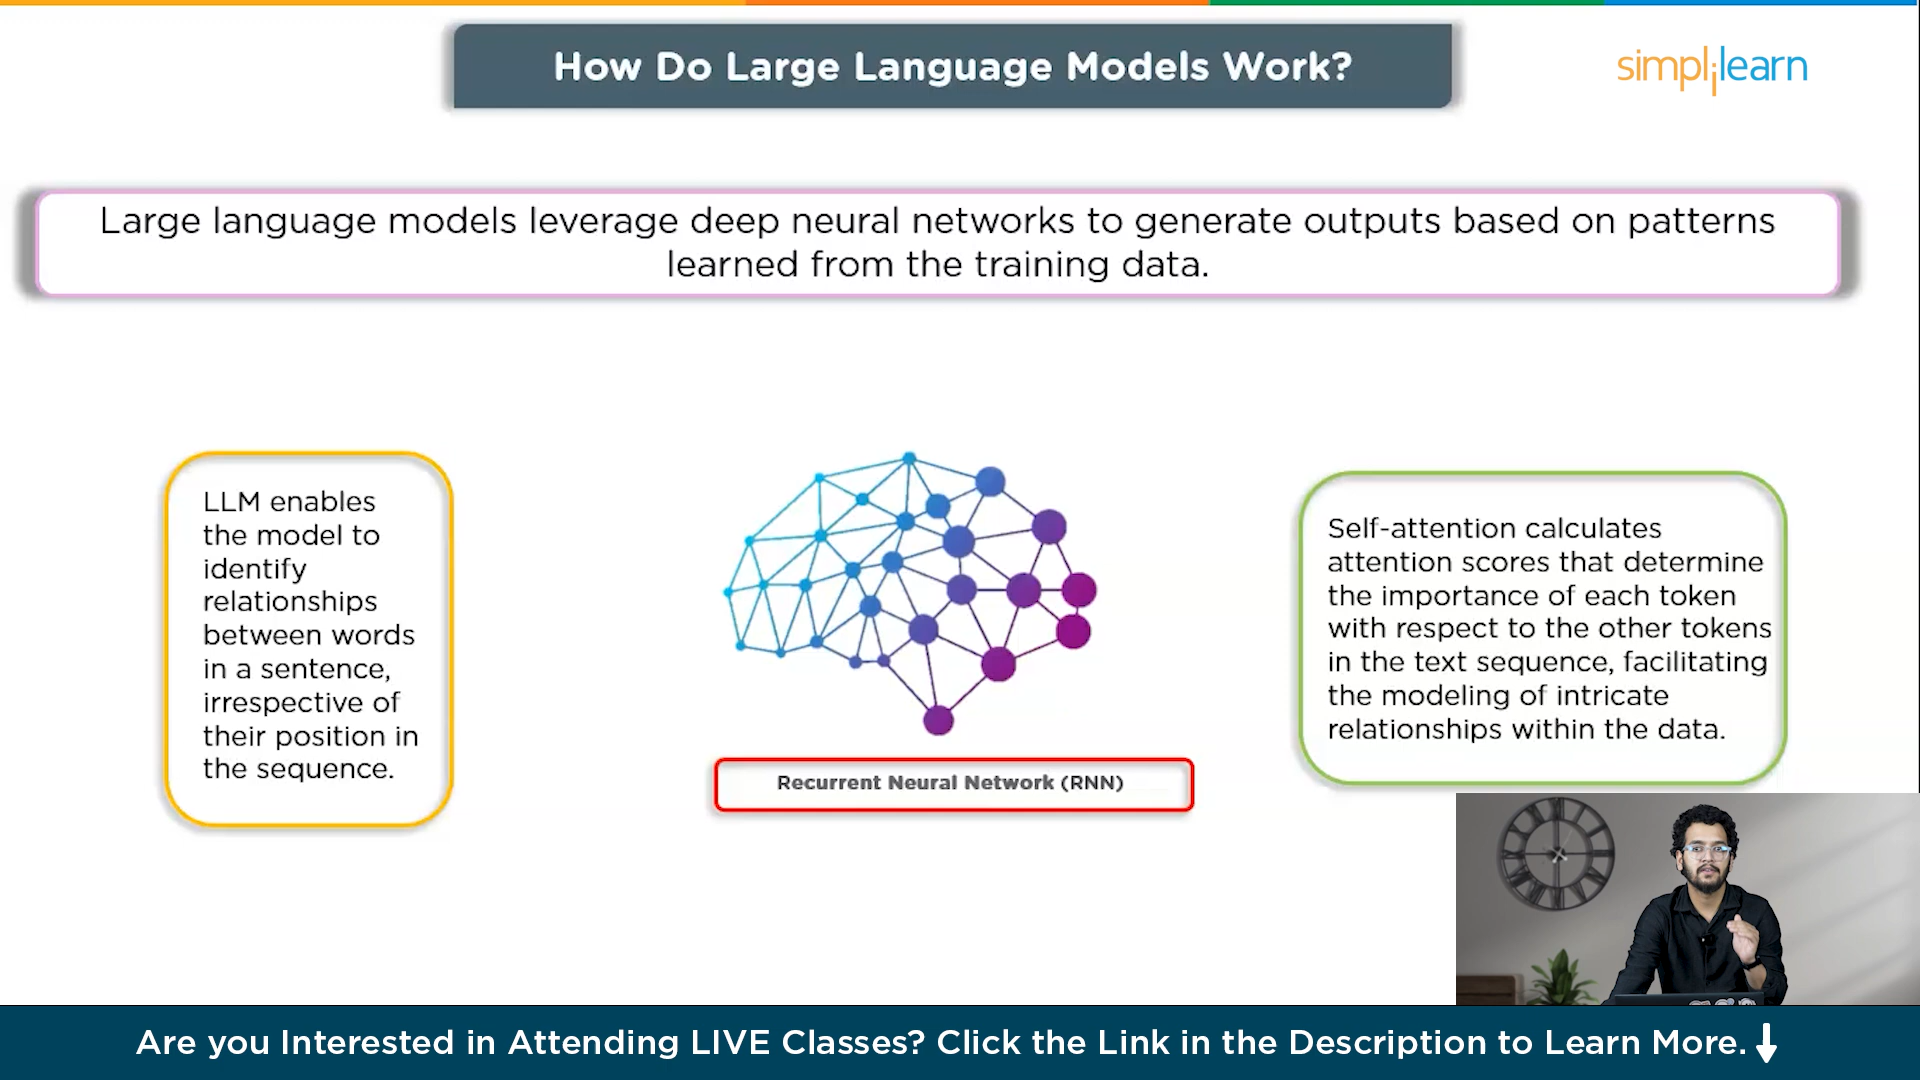 How Do Large Language Models Work?
simplilearn
Large language models leverage deep neural networks to generate outputs based on patterns
learned from the training data.
LLM enables
the model to
identify
relationships
between words
in a sentence,
irrespective of
their position in
the sequence.
Recurrent Neural Network (RNN)
Self-attention calculates
attention scores that determine
the importance of each token
with respect to the other tokens
in the text sequence, facilitating
the modeling of intricate
relationships within the data.
Are you Interested in Attending LIVE Classes? Click the Link in the Description to Learn More.